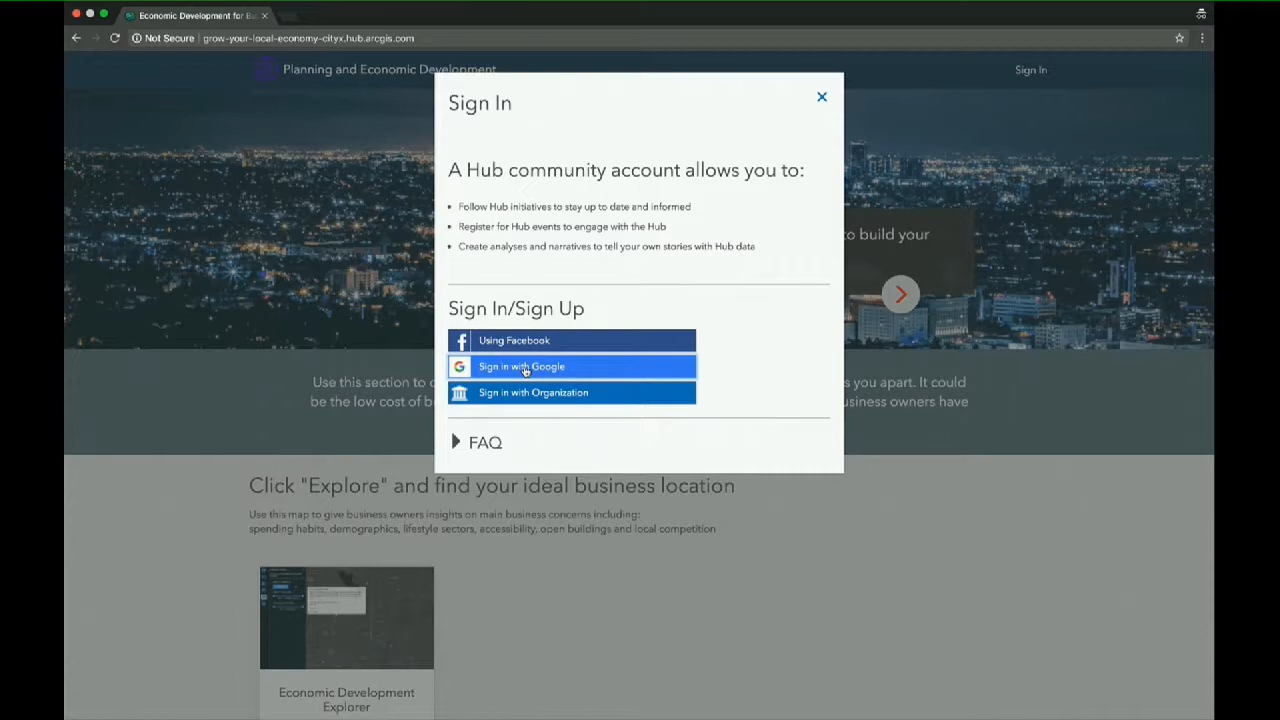 Economic Development for Bu
Not Secure
grow-your-local-economy-cityx.hub.arcgis.com
Planning and Economic Development
Sign In
Sign In
A Hub community account allows you to:
Follow Hub initiatives to stay up to date and informed
Register for Hub events to engage with the Hub
Create analyses and narratives to tell your own stories with Hub data
to build your
Sign In/Sign Up
Using Facebook
Sign in with Google
Sign in with Organization
FAQ
Use this section to
s you apart. It could
be the low cost of b
usiness owners have
Click "Explore" and find your ideal business location
Use this map to give business owners insights on main business concerns including:
spending habits, demographics, lifestyle sectors, accessibility, open buildings and local competition
Economic Development
Explorer